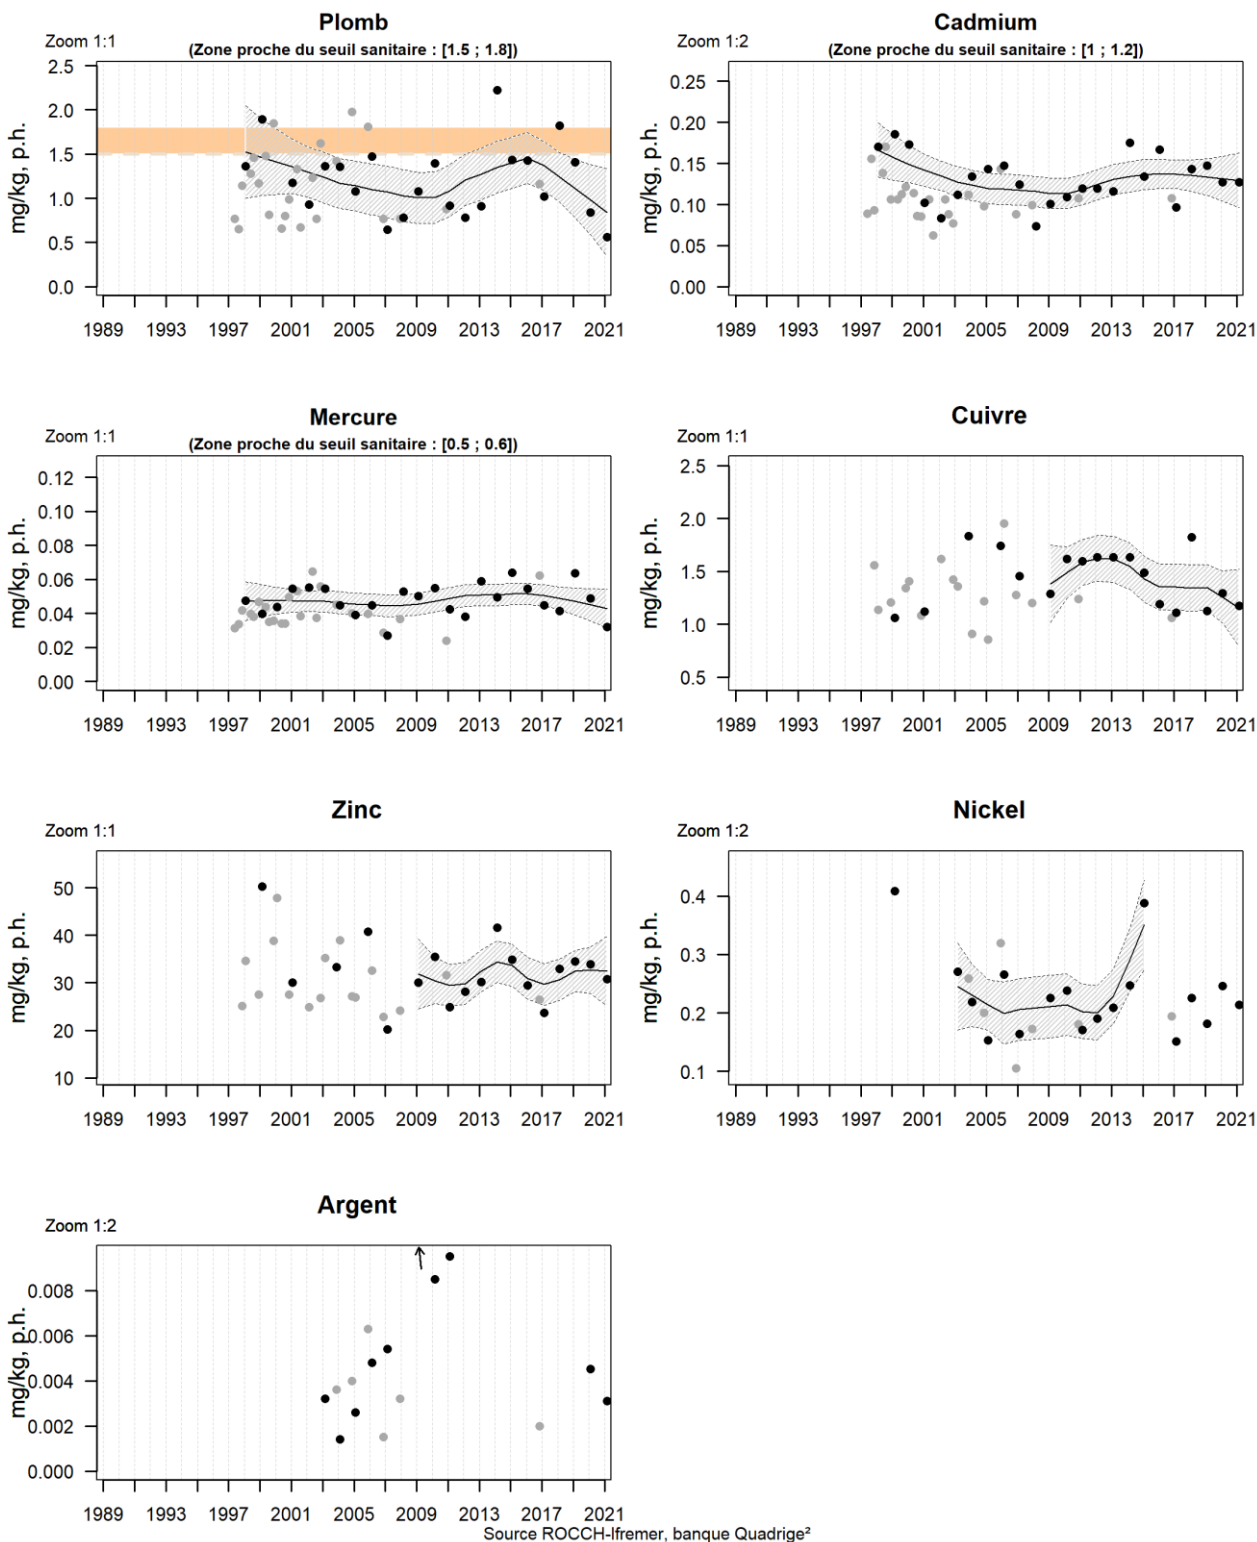 Plomb
Zoom 1:1
(Zone proche du seuil sanitaire : [1.5 ; 1.8])
mg/kg, p.h.
2.5
2.0
1.5
1.0
0.5
0.0
1989 1993 1997 2001 2005 2009 2013 2017 2021
Cadmium
Zoom 1:2
(Zone proche du seuil sanitaire : [1 ; 1.2])
mg/kg, p.h.
0.25
0.20
0.15
0.10
0.05
0.00
1989 1993 1997 2001 2005 2009 2013 2017 2021
Mercure
Zoom 1:1
(Zone proche du seuil sanitaire : [0.5 ; 0.6])
mg/kg, p.h.
0.12
0.10
0.08
0.06
0.04
0.02
0.00
1989 1993 1997 2001 2005 2009 2013 2017 2021
Cuivre
Zoom 1:1
mg/kg, p.h.
2.5
2.0
1.5
1.0
0.5
1989 1993 1997 2001 2005 2009 2013 2017 2021
Zinc
Zoom 1:1
mg/kg, p.h.
50
40
30
20
10
1989 1993 1997 2001 2005 2009 2013 2017 2021
Nickel
Zoom 1:2
mg/kg, p.h.
0.4
0.3
0.2
0.1
1989 1993 1997 2001 2005 2009 2013 2017 2021
Argent
Zoom 1:2
mg/kg, p.h.
0.008
0.006
0.004
0.002
0.000
1989 1993 1997 2001 2005 2009 2013 2017 2021
Source ROCCH-Ifremer, banque Quadrige²